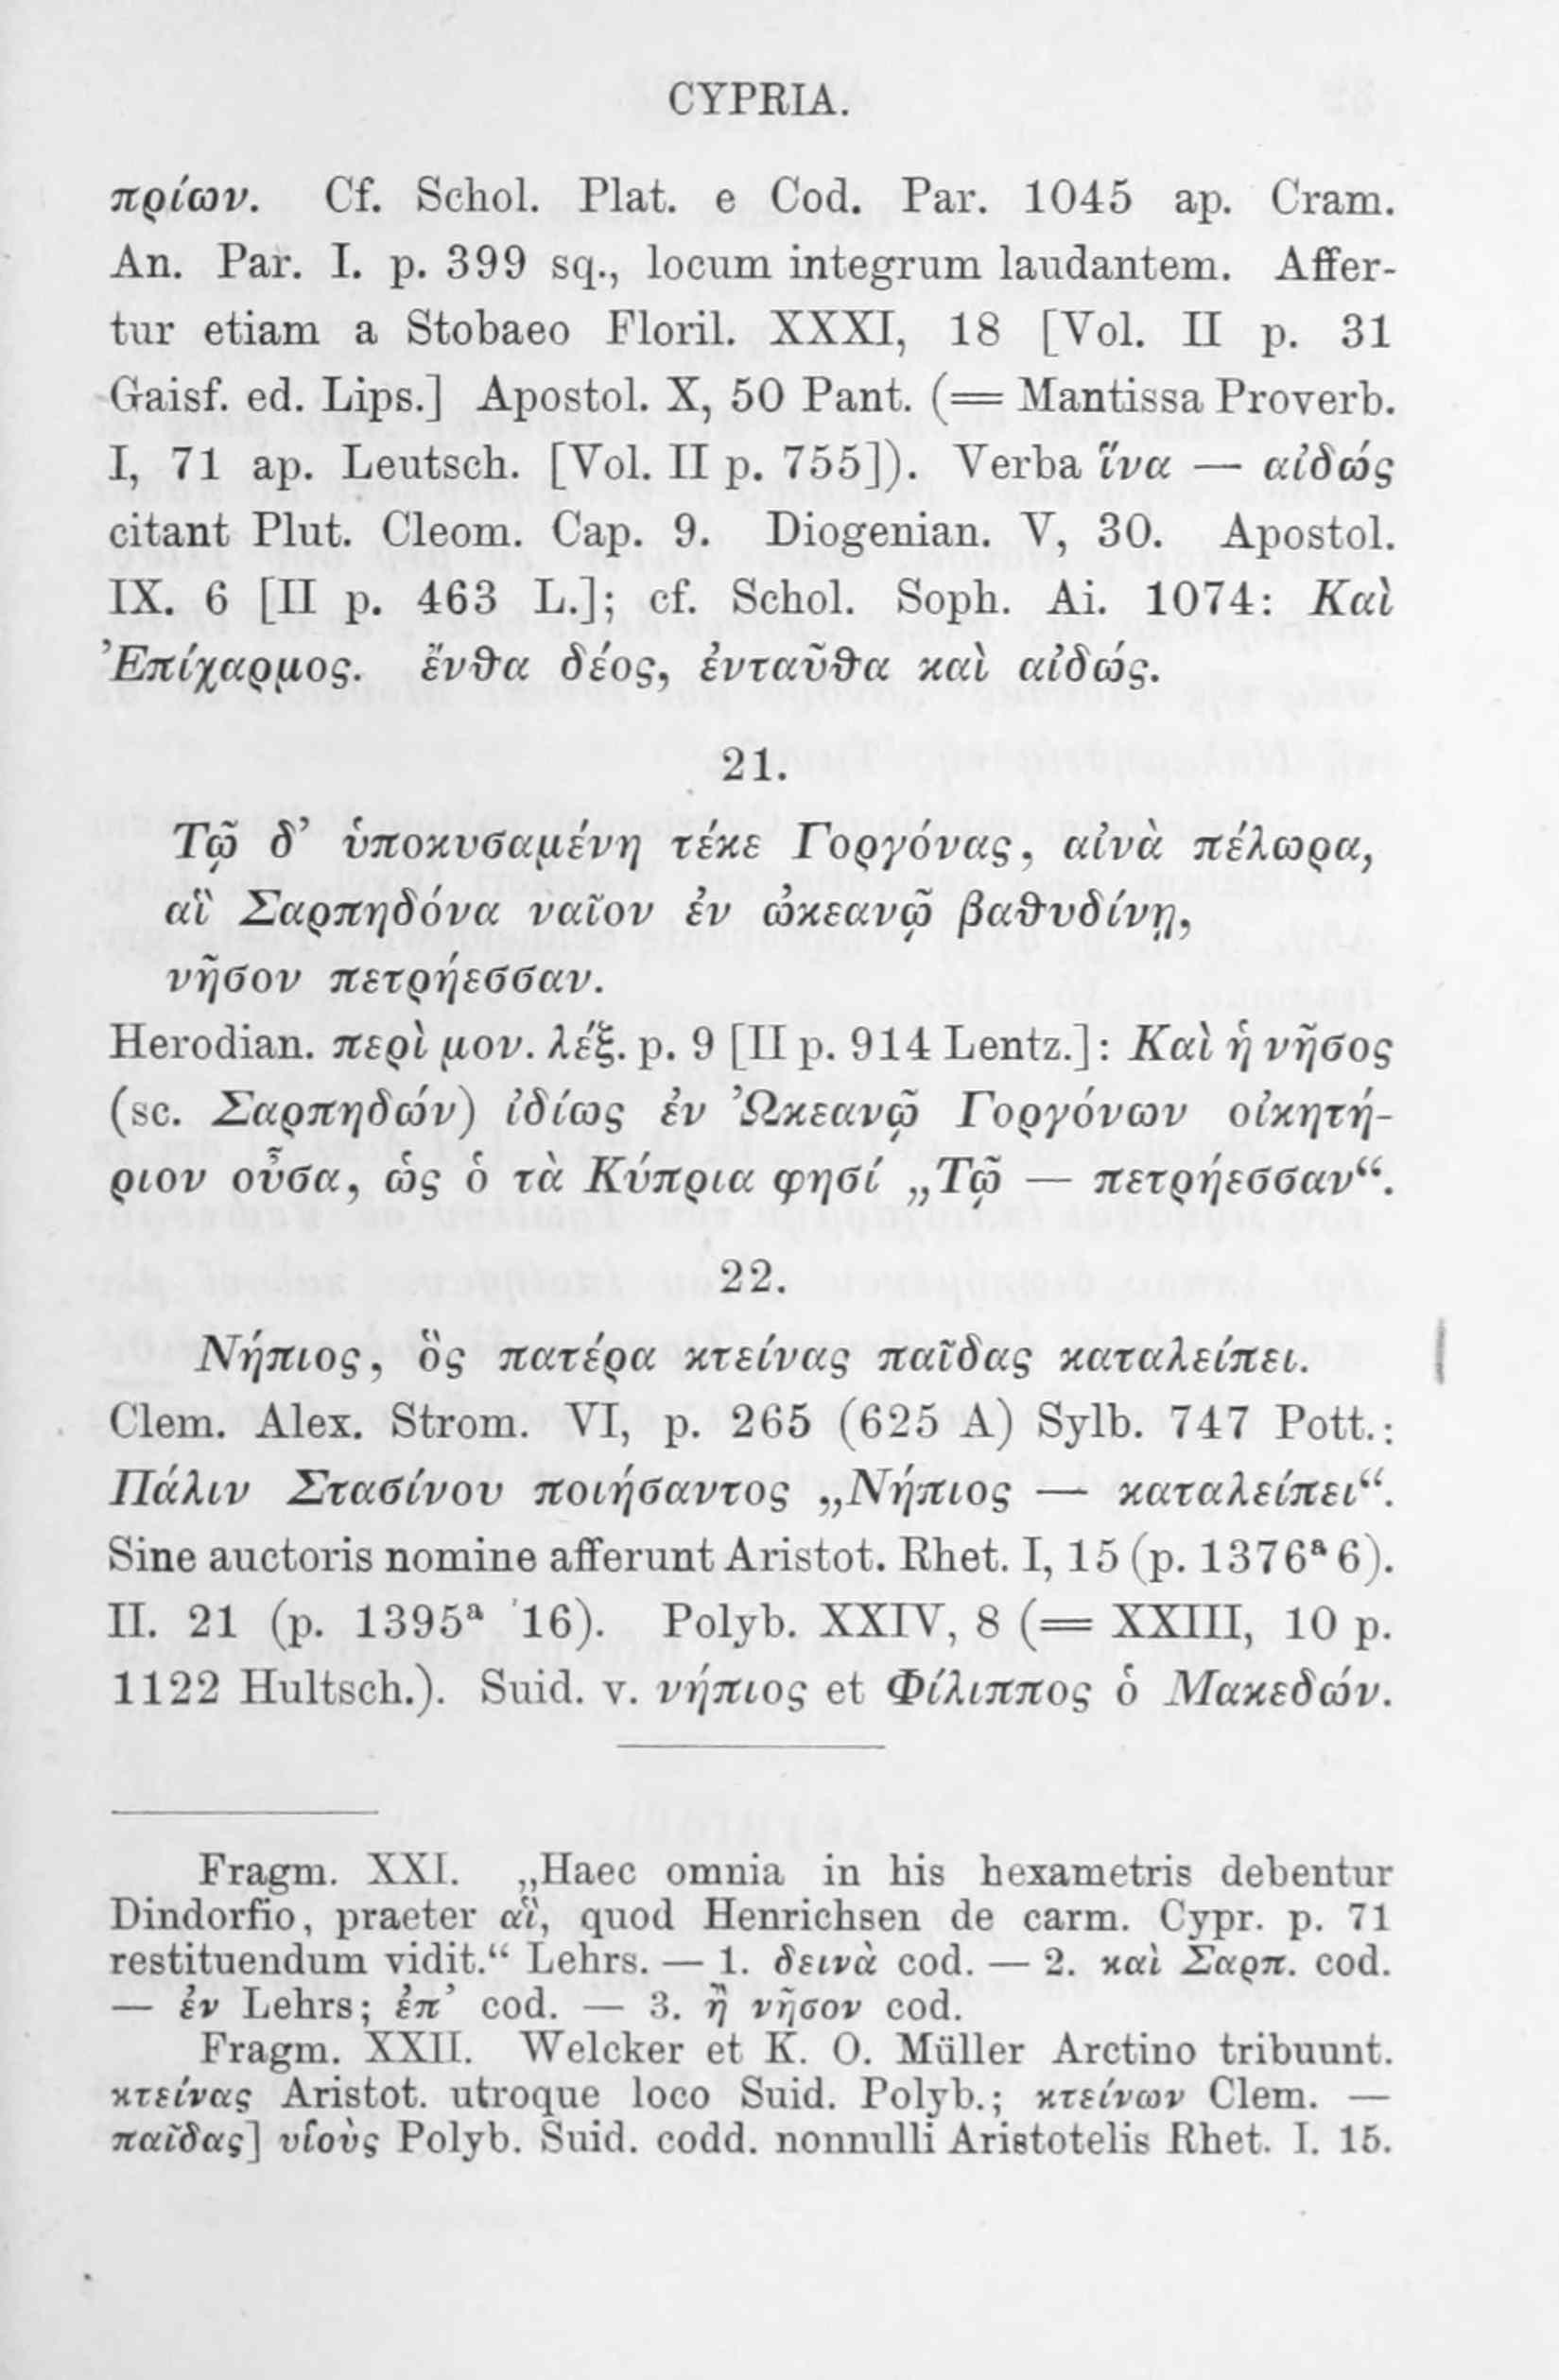 CYPRIA.
πρίων. Cf. Schol. Plat. e Cod. Par. 1045 ap. Cram.
An. Par. I. p. 399 sq., locum integrum laudantem. Affer-
tur etiam a Stobaeo Floril. XXXI, 18 [Vol. II p. 31
Gaisf. ed. Lips.] Apostol. X, 50 Pant. (= Mantissa Proverb.
I, 71 ap. Leutsch. [Vol. II p. 755]). Verba ἵνα — αἰδώς
citant Plut. Cleom. Cap. 9. Diogenian. V, 30. Apostol.
IX. 6 [II p. 463 L.]; cf. Schol. Soph. Ai. 1074: Καὶ
Ἐπίχαρμος. ἔνθα δέος, ἐνταῦθα καὶ αἰδώς.
21.
Τῷ δ’ ὑποκυσαμένη τέκε Γοργόνας, αἰνὰ πέλωρα,
αἳ Σαρπηδόνα ναῖον ἐν ὠκεανῷ βαθυδίνῃ,
νῆσον πετρήεσσαν.
Herodian. περὶ μον. λέξ. p. 9 [II p. 914 Lentz.]: Καὶ ἡ νῆσος
(sc. Σαρπηδών) ἰδίως ἐν Ὠκεανῷ Γοργόνων οἰκητή-
ριον οὖσα, ὡς ὁ τὰ Κύπρια φησί „Τῷ — πετρήεσσαν“.
22.
Νήπιος, ὃς πατέρα κτείνας παῖδας καταλείπει.
Clem. Alex. Strom. VI, p. 265 (625 A) Sylb. 747 Pott.:
Πάλιν Στασίνου ποιήσαντος „Νήπιος — καταλείπει“.
Sine auctoris nomine afferunt Aristot. Rhet. I, 15 (p. 1376ᵃ 6).
II. 21 (p. 1395ᵃ 16). Polyb. XXIV, 8 (= XXIII, 10 p.
1122 Hultsch.). Suid. v. νήπιος et Φίλιππος ὁ Μακεδών.
Fragm. XXI. „Haec omnia in his hexametris debentur
Dindorfio, praeter αἳ, quod Henrichsen de carm. Cypr. p. 71
restituendum vidit.“ Lehrs. — 1. δεινὰ cod. — 2. καὶ Σαρπ. cod.
— ἐν Lehrs; ἐπ’ cod. — 3. ἢ νῆσον cod.
Fragm. XXII. Welcker et K. O. Müller Arctino tribuunt.
κτείνας Aristot. utroque loco Suid. Polyb.; κτείνων Clem. —
παῖδας] υἱοὺς Polyb. Suid. codd. nonnulli Aristotelis Rhet. I. 15.